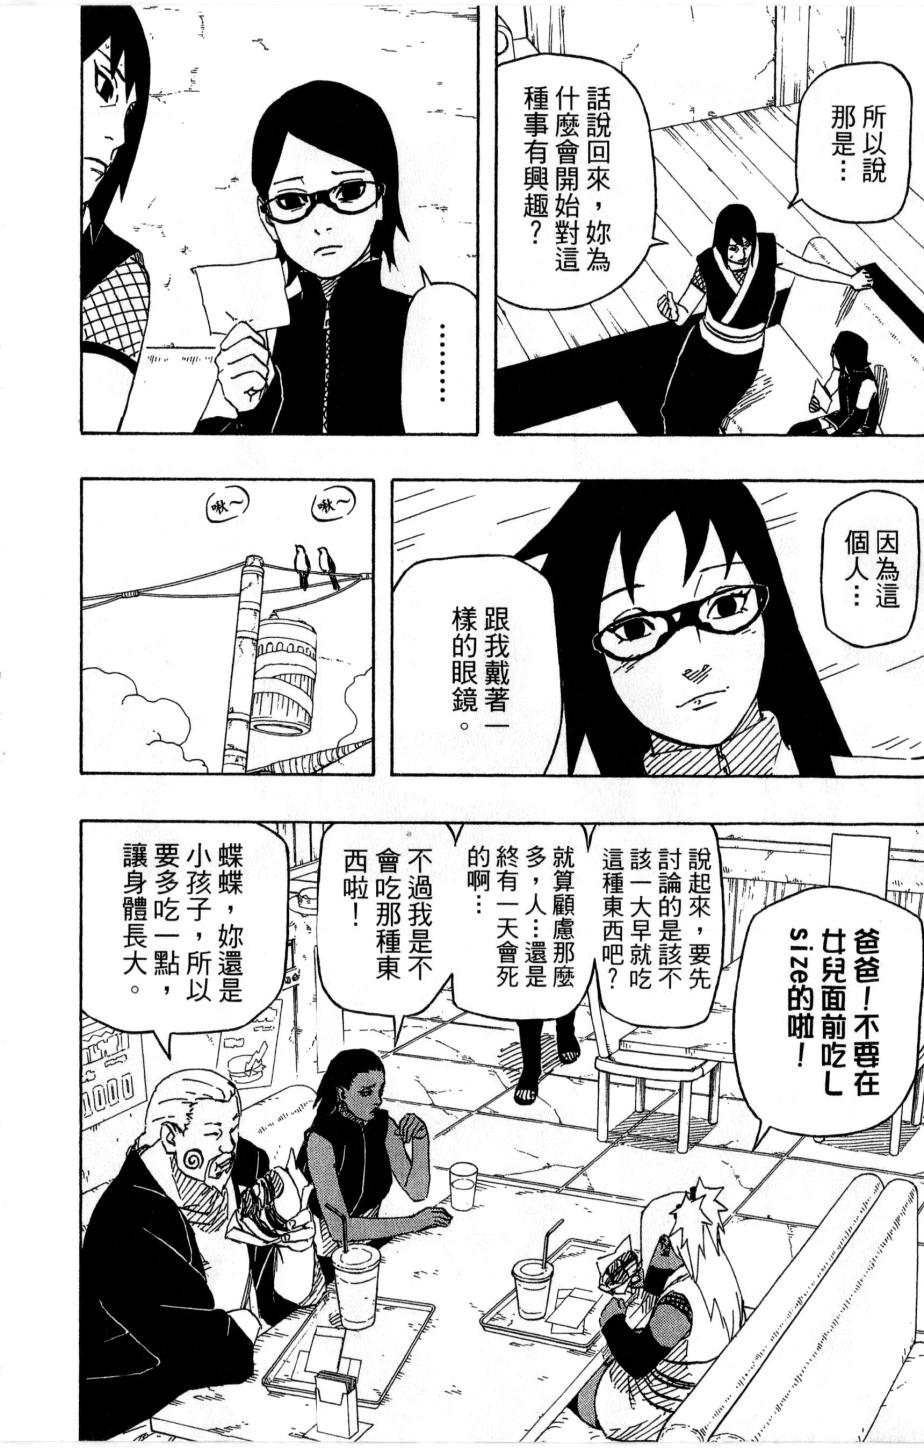 所以說
那是…
話說回來，妳為
什麼會開始對這
種事有興趣？
………
因為這
個人…
跟我戴著一
樣的眼鏡。
啾～
啾～
爸爸！不要在
女兒面前吃L
size的啦！
說起來，要先
討論的是該不
該一大早就吃
這種東西吧？
就算顧慮那麼
多，人…還是
終有一天會死
的啊…
不過我是不
會吃那種東
西啦！
蝶蝶，妳還是
小孩子，所以
要多吃一點，
讓身體長大。